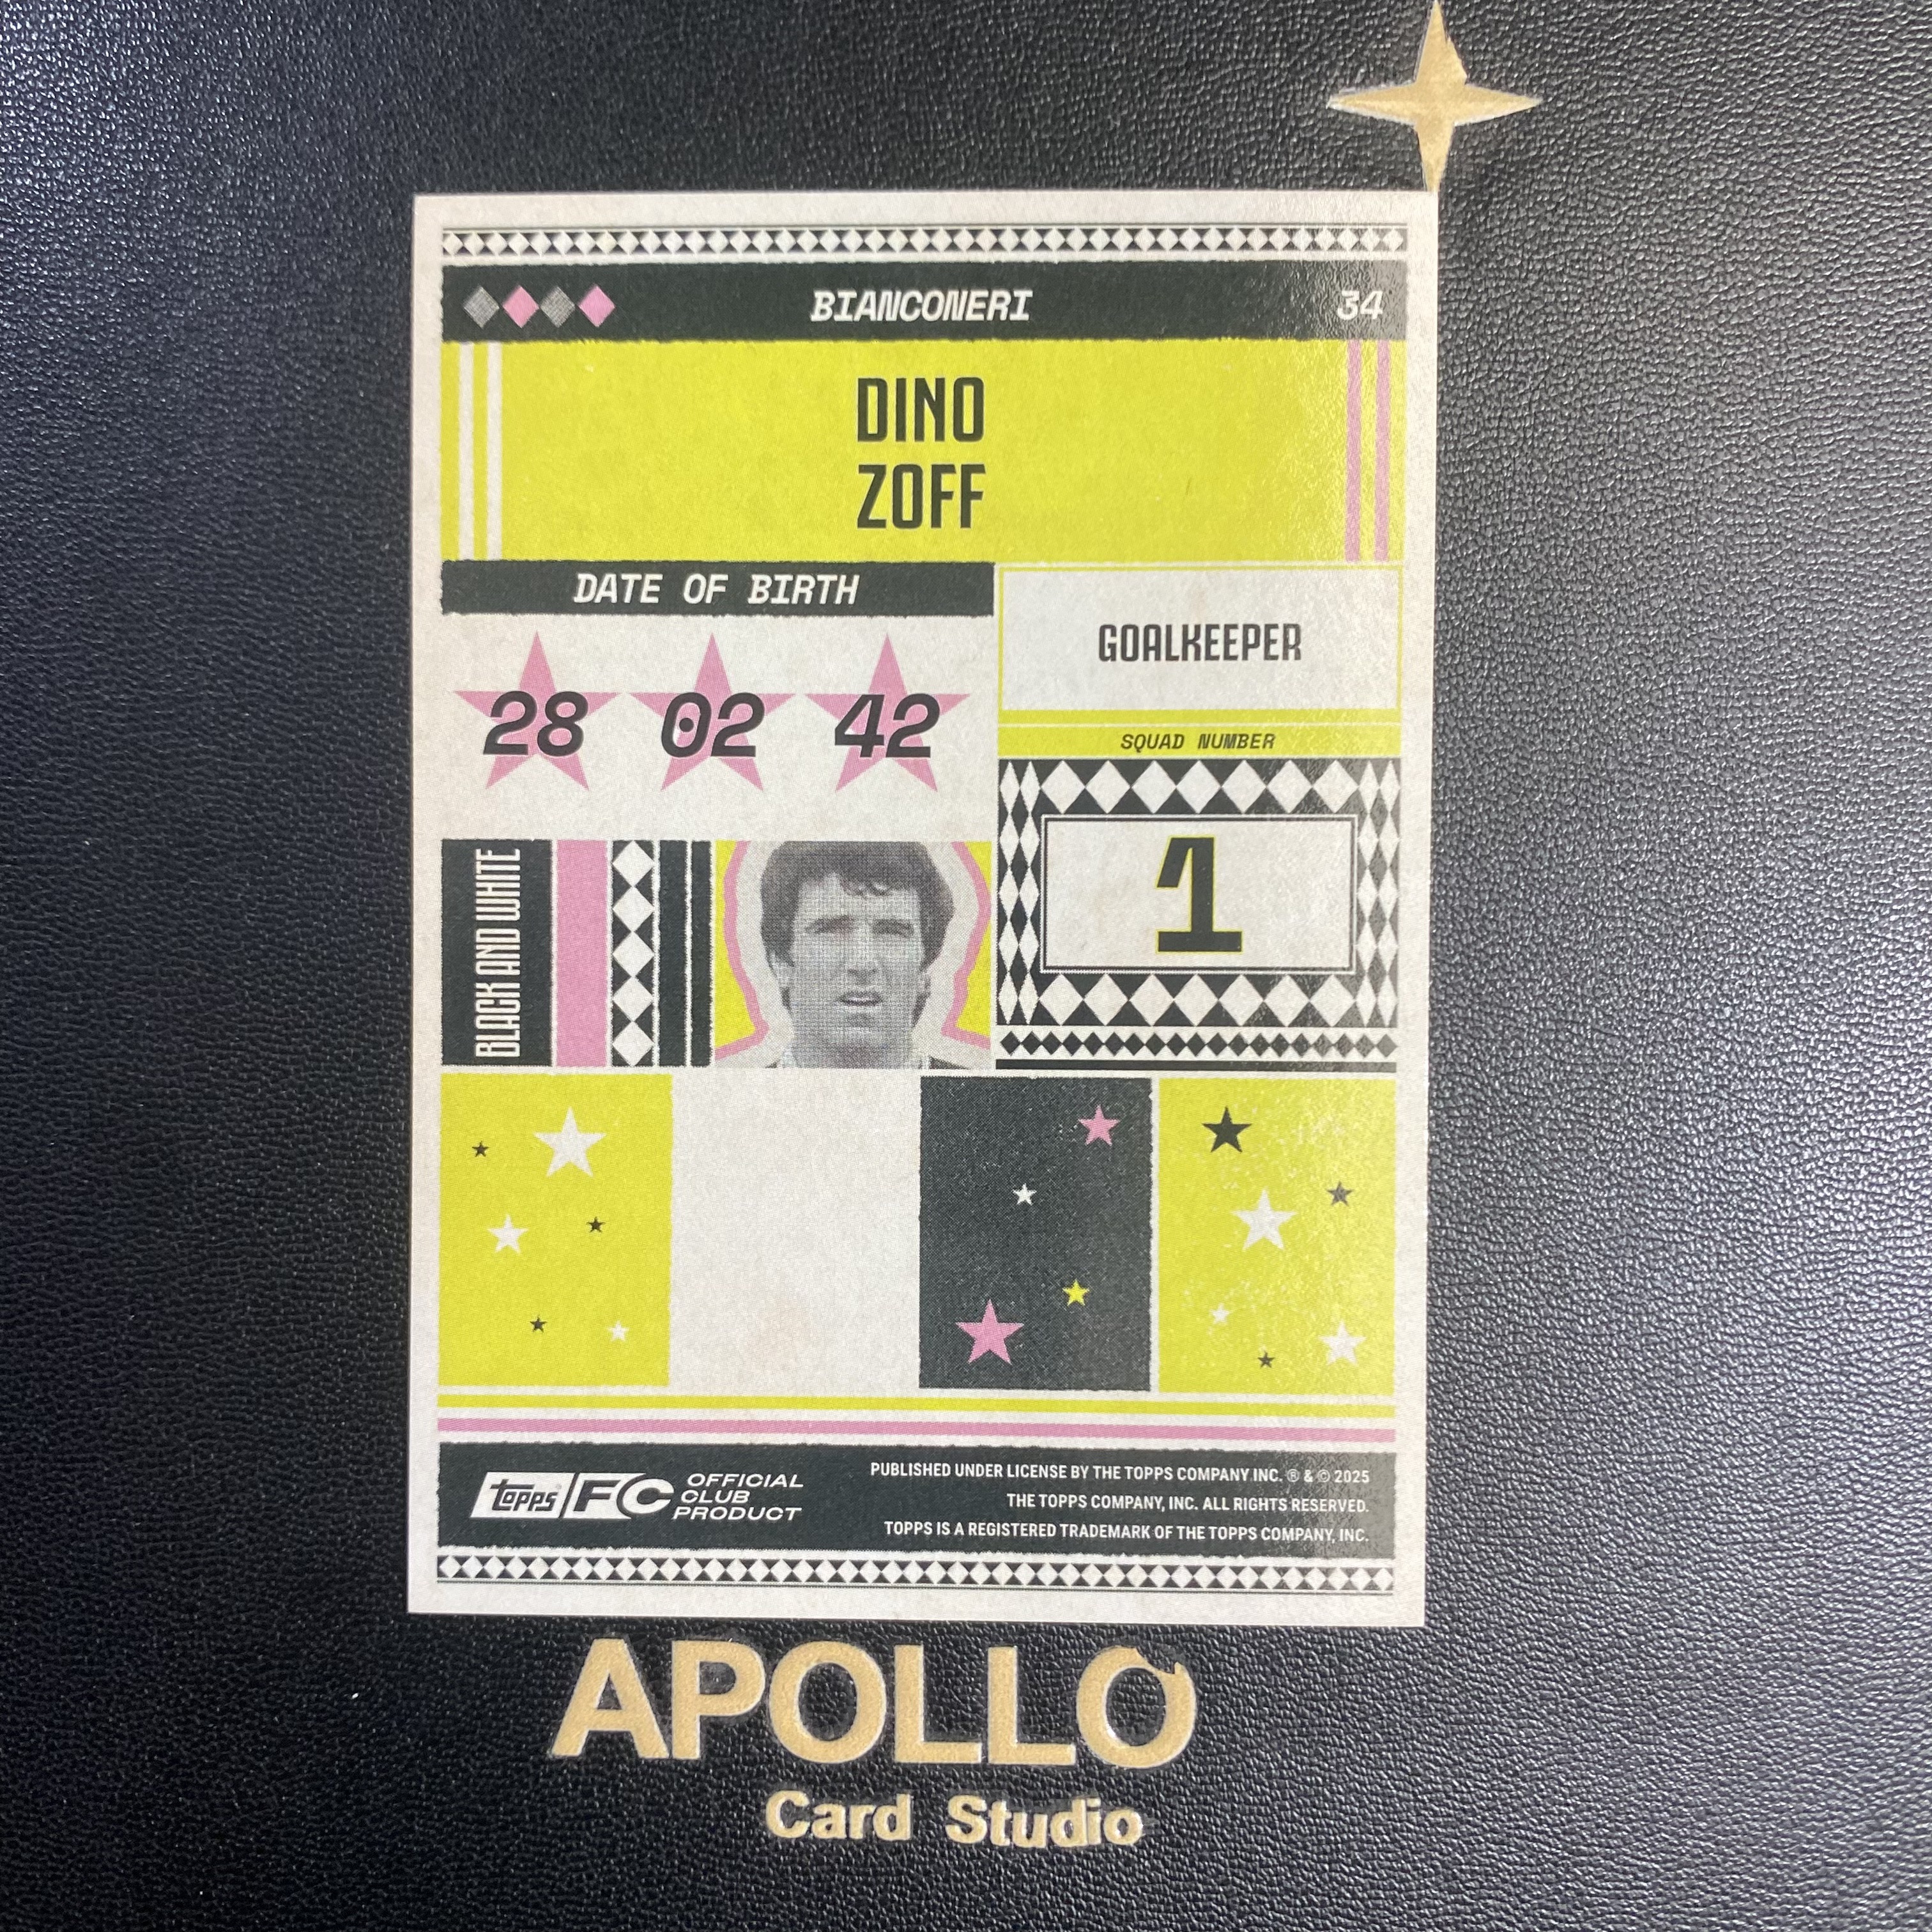 BIANCONERI
34
DINO
ZOFF
DATE OF BIRTH
28 02 42
GOALKEEPER
SQUAD NUMBER
1
BLACK AND WHITE
topps FC
OFFICIAL
CLUB
PRODUCT
PUBLISHED UNDER LICENSE BY THE TOPPS COMPANY INC. ® & © 2025
THE TOPPS COMPANY, INC. ALL RIGHTS RESERVED.
TOPPS IS A REGISTERED TRADEMARK OF THE TOPPS COMPANY, INC.
APOLLO
Card Studio